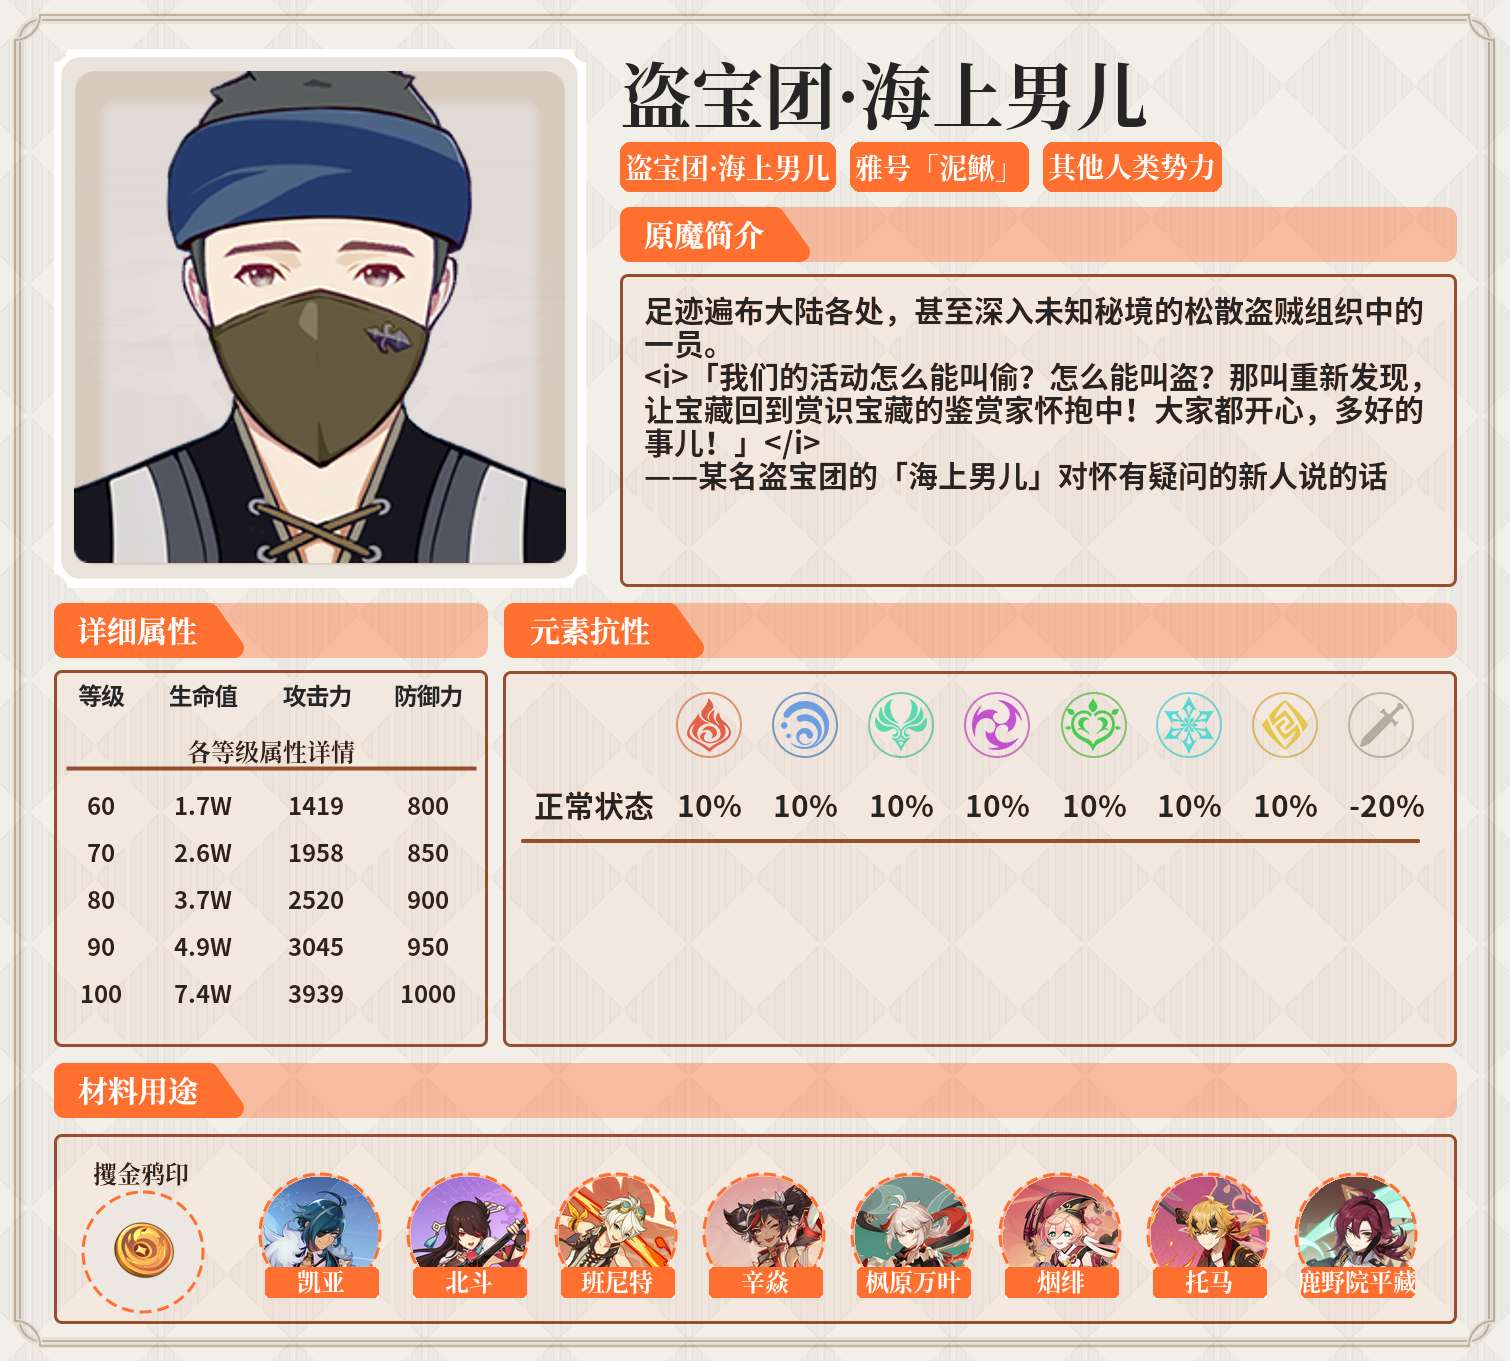 盗宝团·海上男儿
盗宝团·海上男儿 雅号「泥鳅」 其他人类势力
原魔简介
足迹遍布大陆各处，甚至深入未知秘境的松散盗贼组织中的
一员。
<i>「我们的活动怎么能叫偷？怎么能叫盗？那叫重新发现，
让宝藏回到赏识宝藏的鉴赏家怀抱中！大家都开心，多好的
事儿！」</i>
——某名盗宝团的「海上男儿」对怀有疑问的新人说的话
详细属性
等级 生命值 攻击力 防御力
各等级属性详情
60 1.7W 1419 800
70 2.6W 1958 850
80 3.7W 2520 900
90 4.9W 3045 950
100 7.4W 3939 1000
元素抗性
正常状态 10% 10% 10% 10% 10% 10% 10% -20%
材料用途
攫金鸦印
凯亚 北斗 班尼特 辛焱 枫原万叶 烟绯 托马 鹿野院平藏